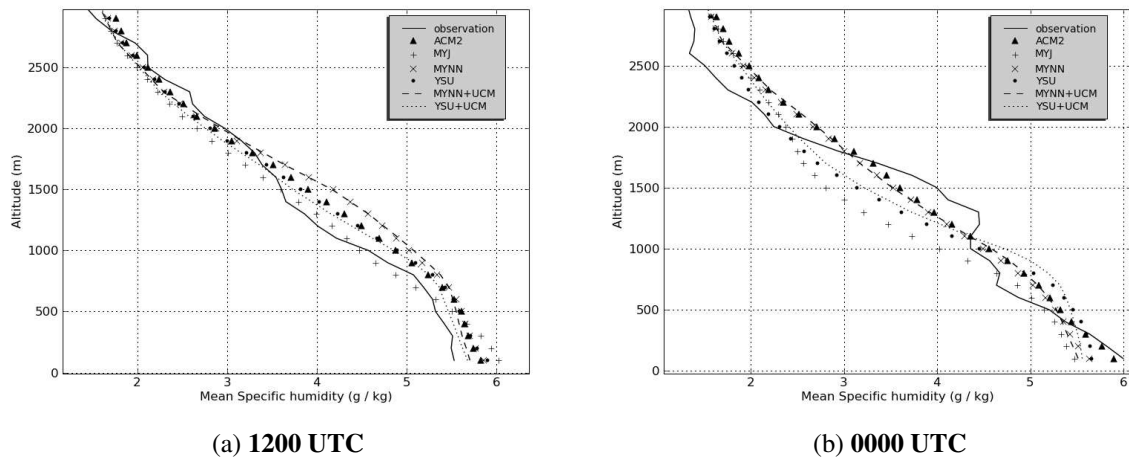 observation
ACM2
MYJ
MYNN
YSU
MYNN+UCM
YSU+UCM
2500
2000
1500
1000
500
0
Altitude (m)
2 3 4 5 6
Mean Specific humidity (g / kg)
(a) 1200 UTC
observation
ACM2
MYJ
MYNN
YSU
MYNN+UCM
YSU+UCM
2500
2000
1500
1000
500
0
Altitude (m)
2 3 4 5 6
Mean Specific humidity (g / kg)
(b) 0000 UTC